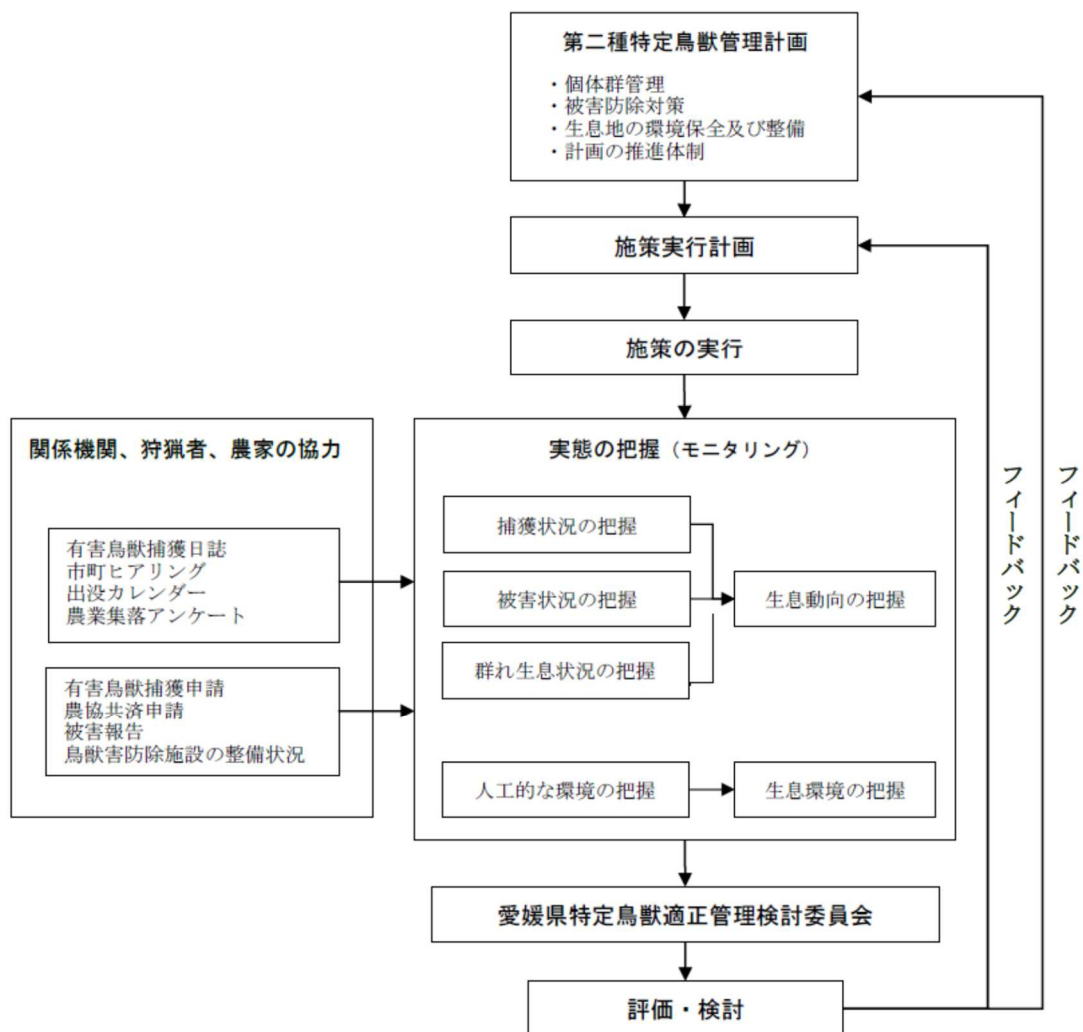 第二種特定鳥獣管理計画
・個体群管理
・被害防除対策
・生息地の環境保全及び整備
・計画の推進体制
施策実行計画
施策の実行
関係機関、狩猟者、農家の協力
有害鳥獣捕獲日誌
市町ヒアリング
出没カレンダー
農業集落アンケート
有害鳥獣捕獲申請
農協共済申請
被害報告
鳥獣害防除施設の整備状況
実態の把握（モニタリング）
捕獲状況の把握
被害状況の把握
群れ生息状況の把握
生息動向の把握
人工的な環境の把握
生息環境の把握
愛媛県特定鳥獣適正管理検討委員会
評価・検討
フィードバック
フィードバック